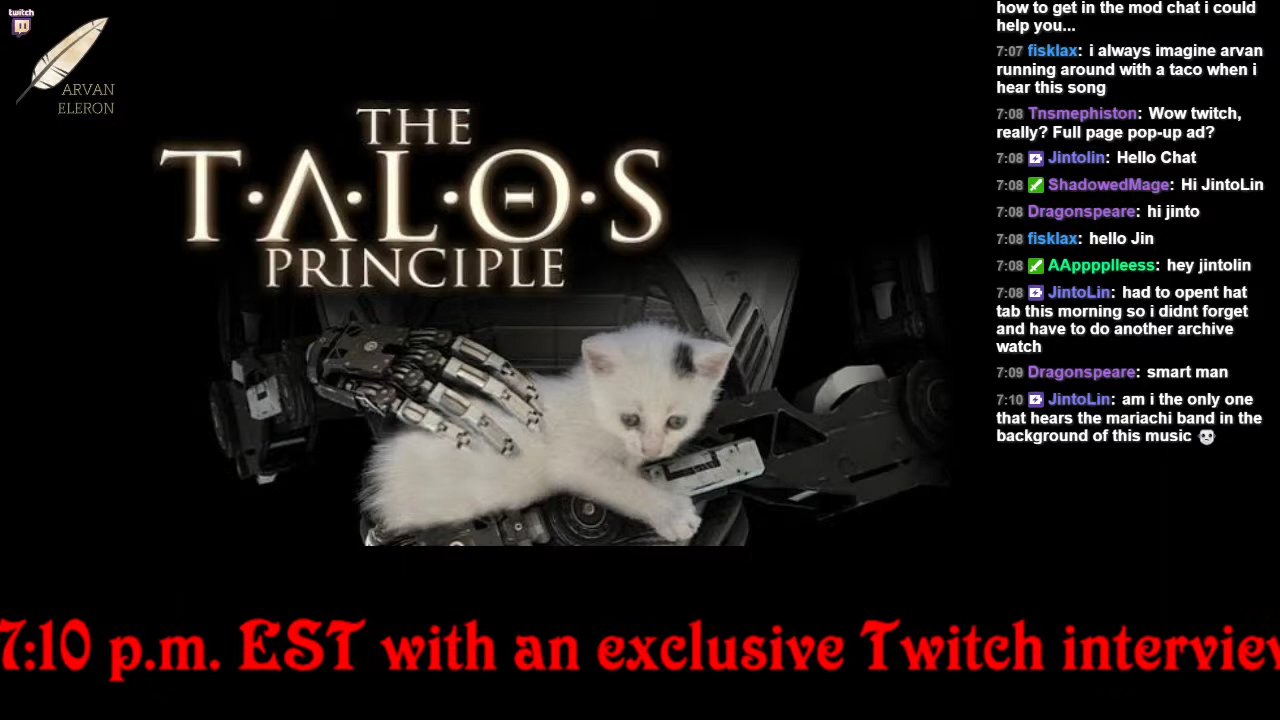 twitch
ARVAN
ELERON
THE
T·Λ·L·Θ·S
PRINCIPLE
how to get in the mod chat i could
help you...
7:07 fisklax: i always imagine arvan
running around with a taco when i
hear this song
7:08 Tnsmephiston: Wow twitch,
really? Full page pop-up ad?
7:08 Jintolin: Hello Chat
7:08 ShadowedMage: Hi JintoLin
7:08 Dragonspeare: hi jinto
7:08 fisklax: hello Jin
7:08 AApppplleess: hey jintolin
7:08 JintoLin: had to opent hat
tab this morning so i didnt forget
and have to do another archive
watch
7:09 Dragonspeare: smart man
7:10 JintoLin: am i the only one
that hears the mariachi band in the
background of this music
7:10 p.m. EST with an exclusive Twitch interview